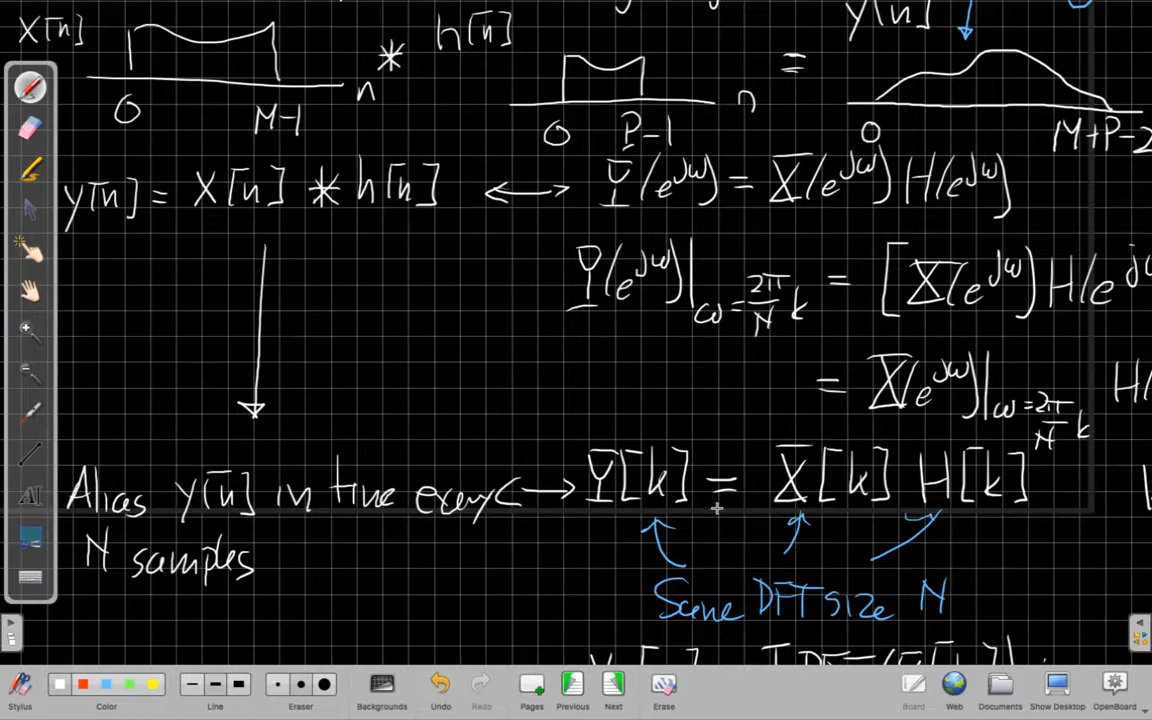 X[n] * h[n] = y[n]
0 M-1 n 0 P-1 n 0 M+P-2
y[n] = X[n] * h[n] ⟷ Y(e^jω) = X(e^jω) H(e^jω)
Y(e^jω)|ω = 2π/N k = [X(e^jω) H(e^jω
= X(e^jω)|ω = 2π/N k H(
Alias y[n] in time every ⟶ Y[k] = X[k] H[k]
N samples
Same DFT size N
Stylus Color Line Eraser Backgrounds Undo Redo Pages Previous Next Erase Board Web Documents Show Desktop OpenBoard